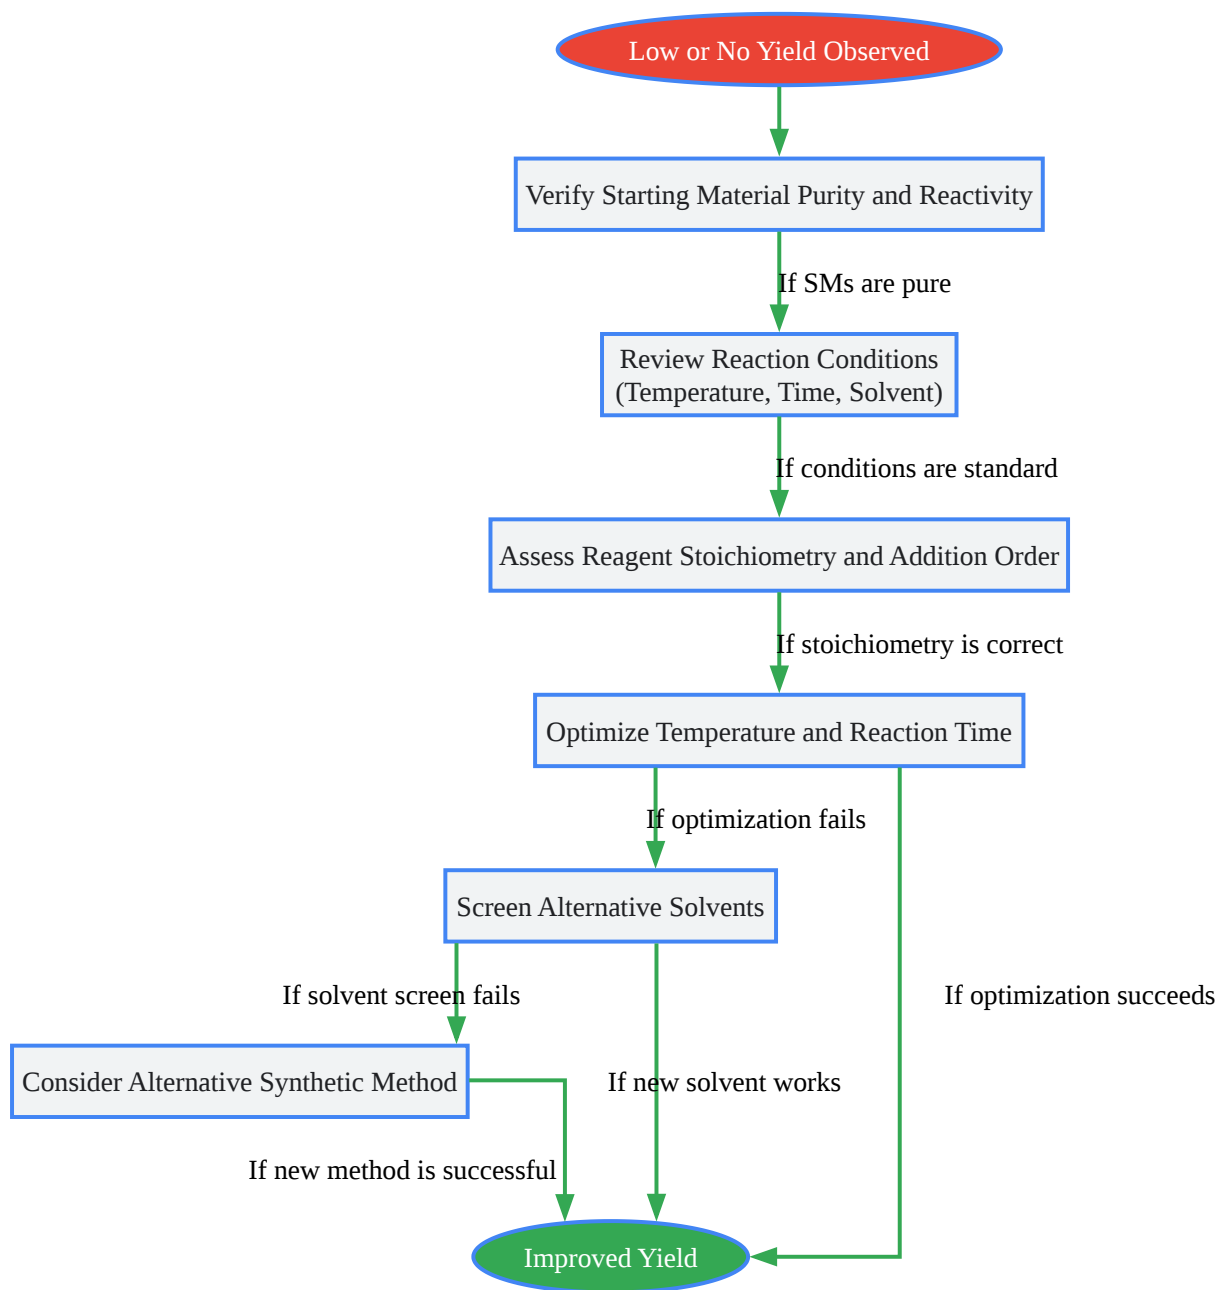 Low or No Yield Observed
Verify Starting Material Purity and Reactivity
If SMs are pure
Review Reaction Conditions
(Temperature, Time, Solvent)
If conditions are standard
Assess Reagent Stoichiometry and Addition Order
If stoichiometry is correct
Optimize Temperature and Reaction Time
If optimization fails
Screen Alternative Solvents
If solvent screen fails
If optimization succeeds
Consider Alternative Synthetic Method
If new solvent works
If new method is successful
Improved Yield